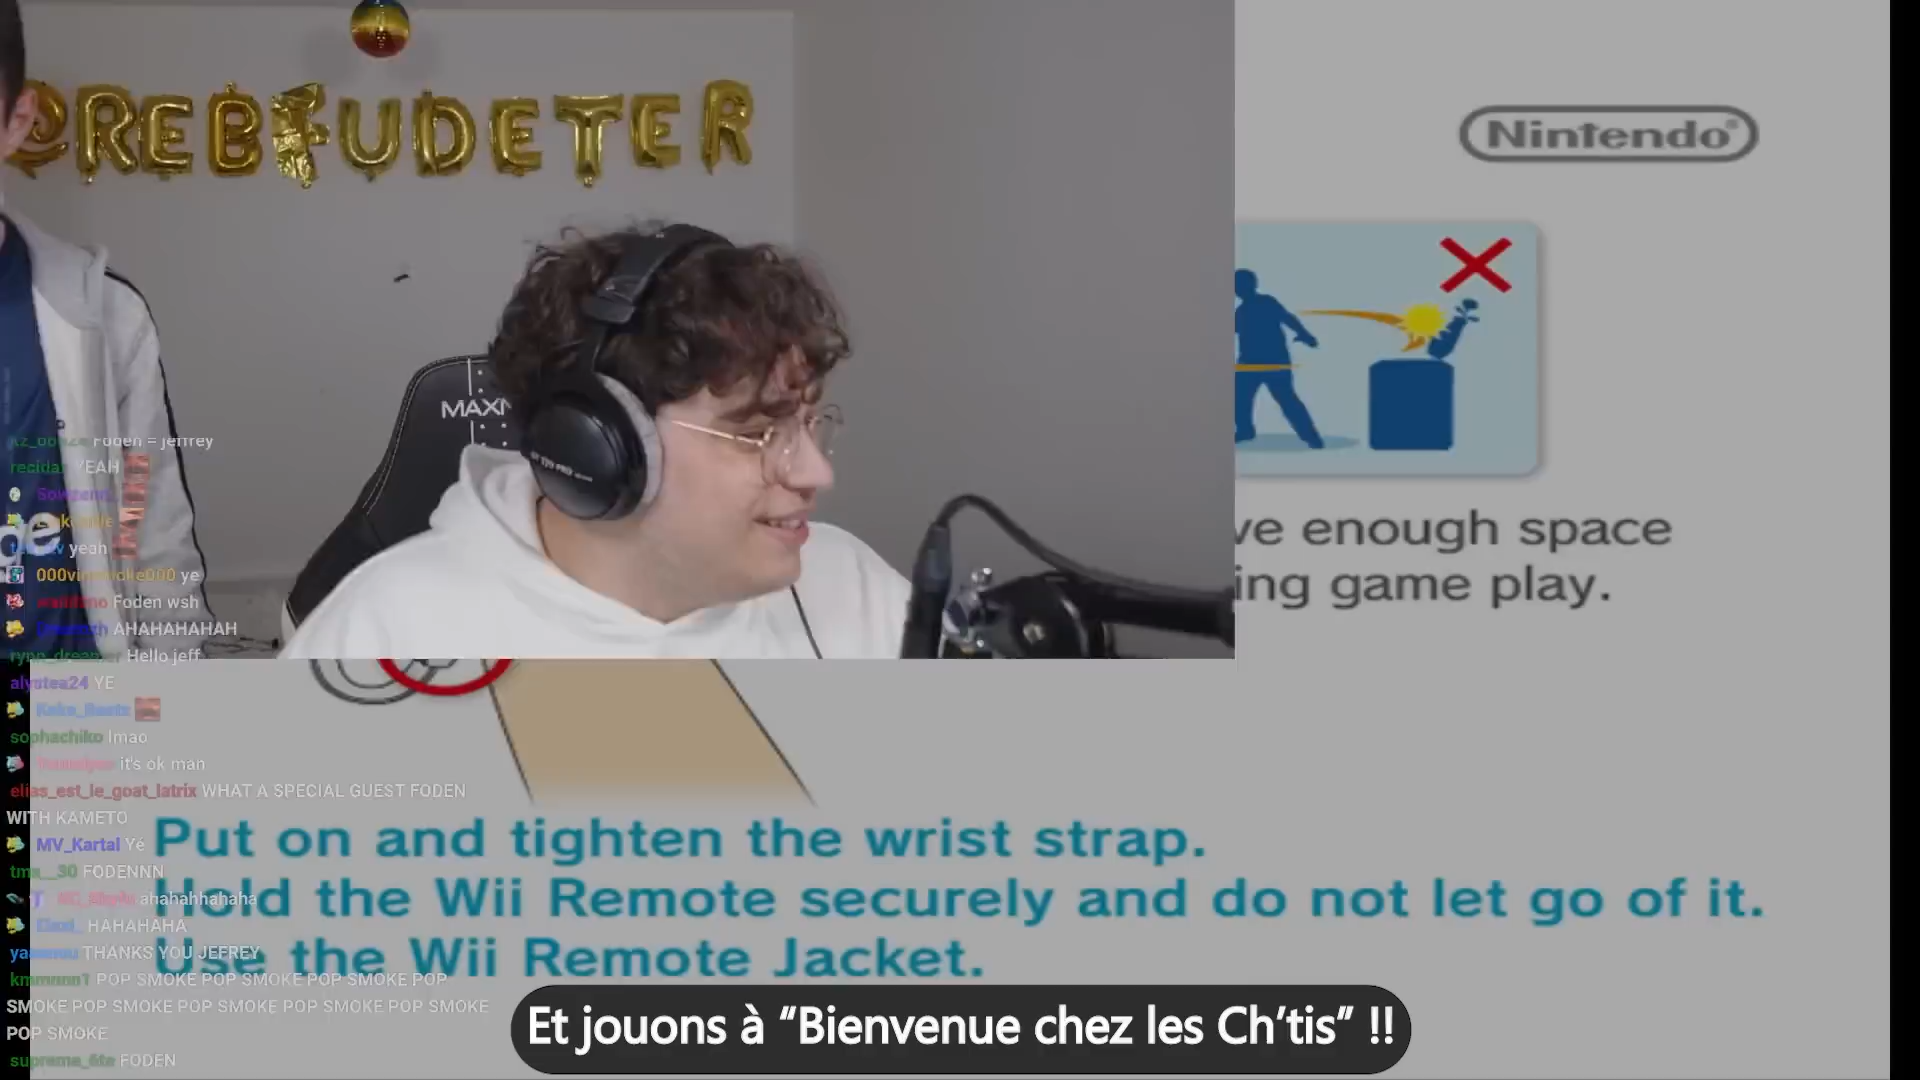 @REBFUDETER
Nintendo®
MAXN
ve enough space
ing game play.
Foden = jeffrey
YEAH
yeah
ye
Foden wsh
AHAHAHAHAH
Hello jeff
alystea24 YE
sophachiko lmao
it's ok man
elias_est_le_goat_latrix WHAT A SPECIAL GUEST FODEN
WITH KAMETO
MV_Kartal Yé
tma__30 FODENNN
ahahahhahaha
HAHAHAHA
THANKS YOU JEFREY
POP SMOKE POP SMOKE POP SMOKE POP
SMOKE POP SMOKE POP SMOKE POP SMOKE POP SMOKE
POP SMOKE
FODEN
Put on and tighten the wrist strap.
Hold the Wii Remote securely and do not let go of it.
Use the Wii Remote Jacket.
Et jouons à “Bienvenue chez les Ch’tis” !!